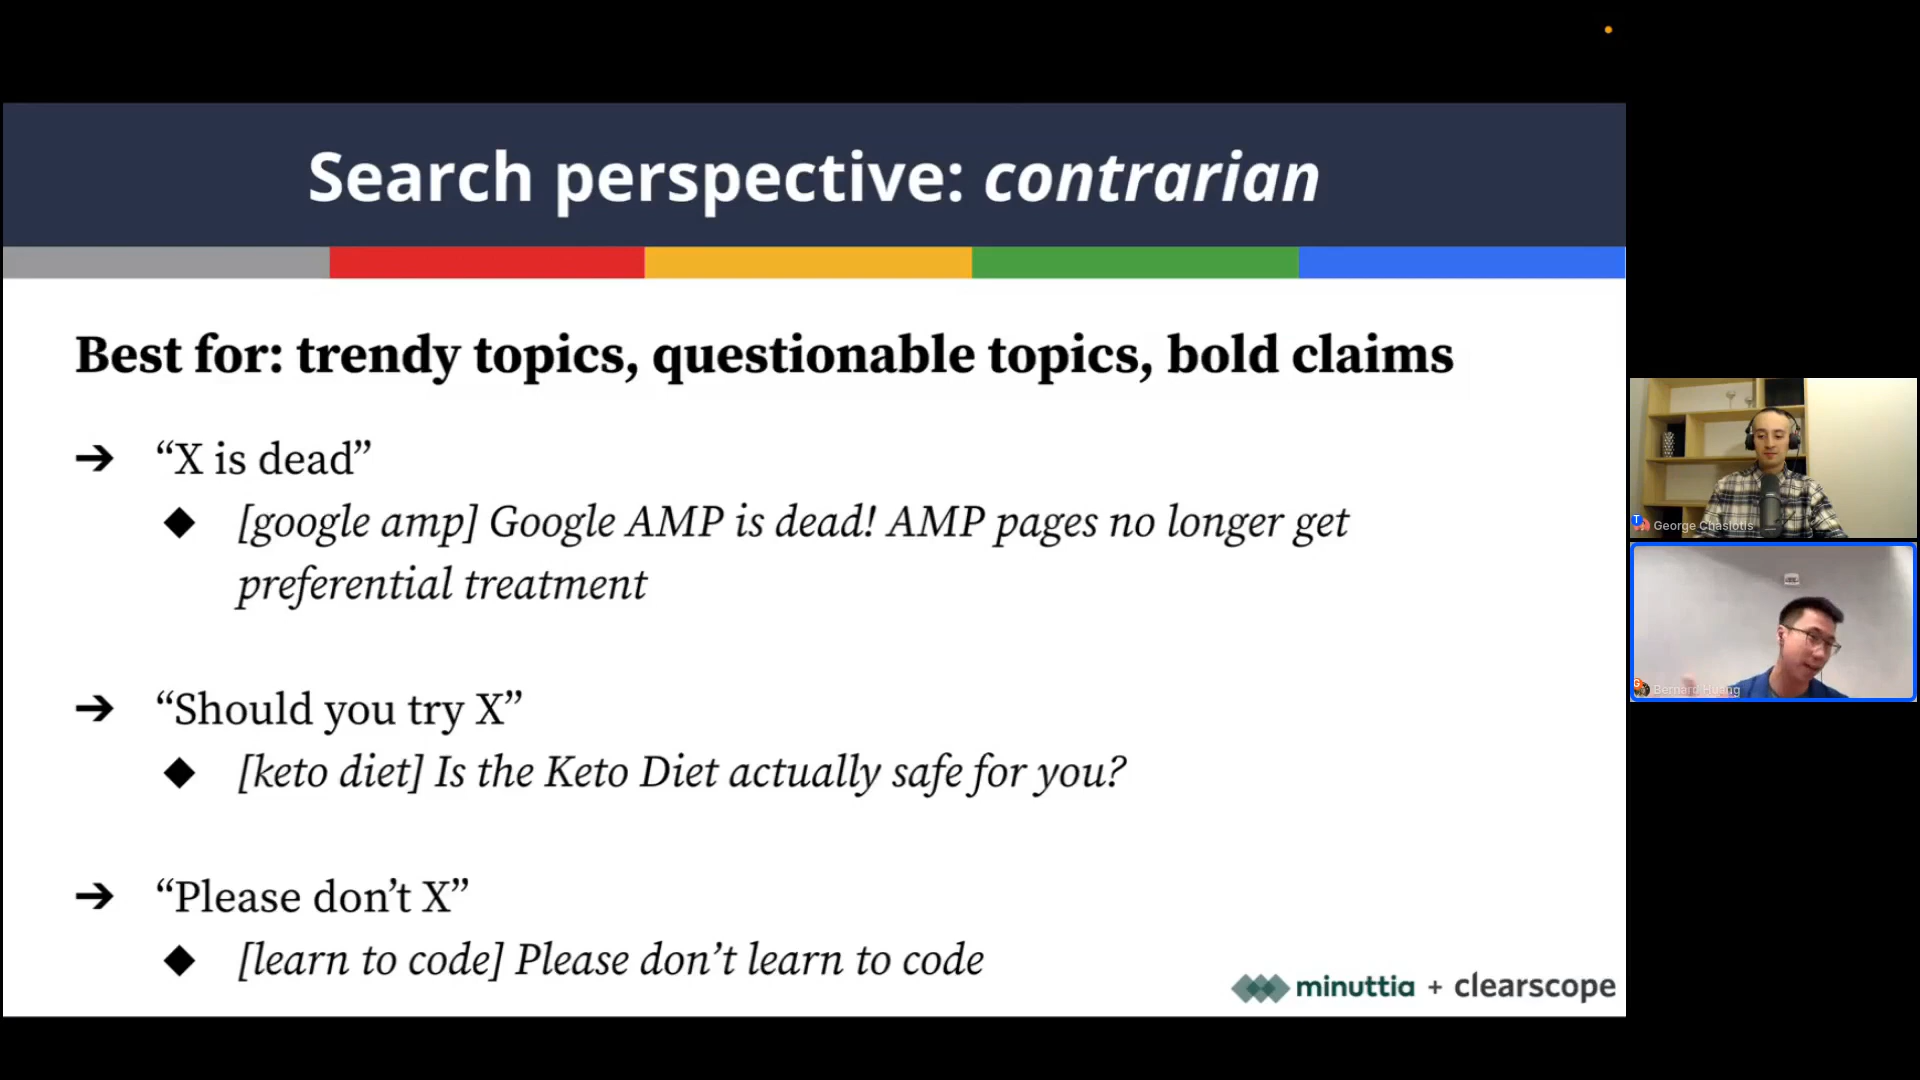 Search perspective: contrarian
Best for: trendy topics, questionable topics, bold claims
➔ “X is dead”
◆ [google amp] Google AMP is dead! AMP pages no longer get
preferential treatment
➔ “Should you try X”
◆ [keto diet] Is the Keto Diet actually safe for you?
➔ “Please don’t X”
◆ [learn to code] Please don’t learn to code
minuttia + clearscope
George Chasiotis
Bernard Huang